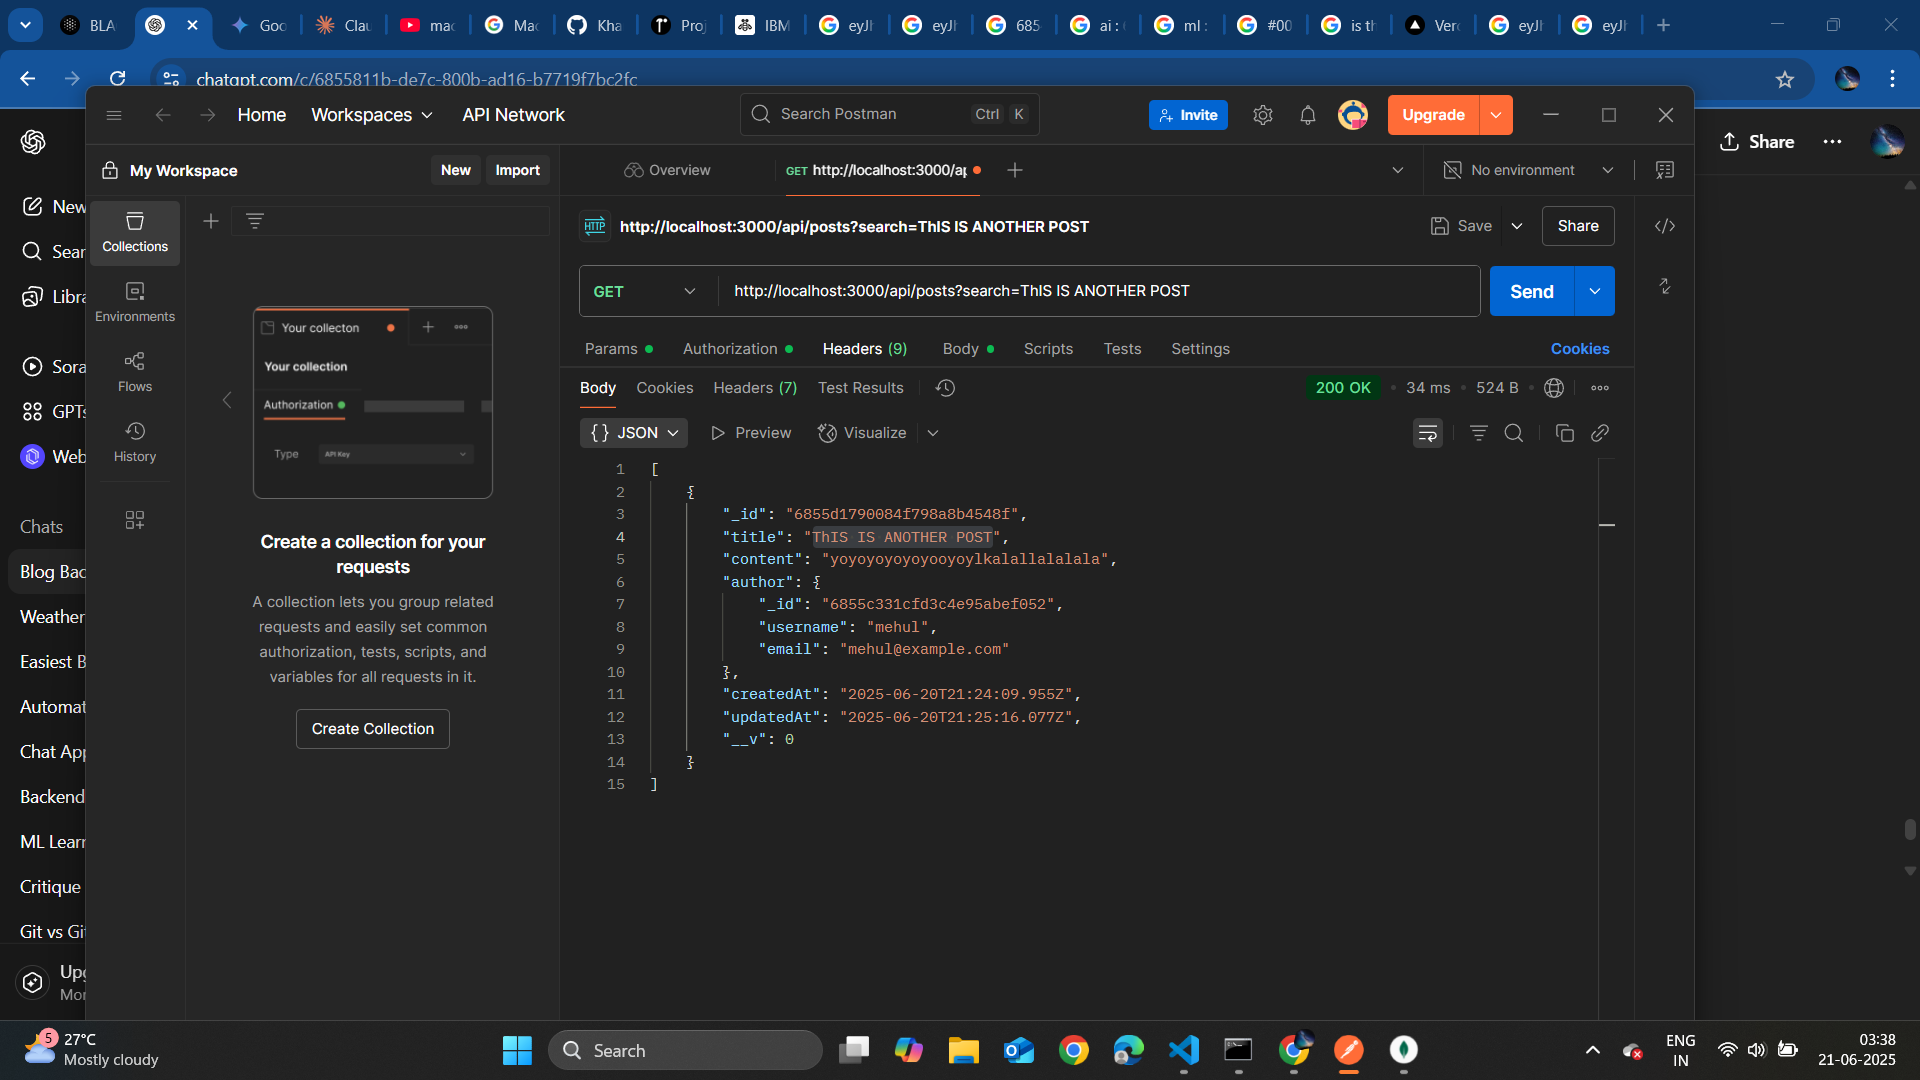 BLA
Goo
Clau
mac
Mac
Kha
Proj
IBM
eyJh
eyJh
685
ai :
ml :
#00
is th
Verc
eyJh
eyJh
chatgpt.com/c/6855811b-de7c-800b-ad16-b7719f7bc2fc
Home
Workspaces
API Network
Search Postman
Ctrl
K
Invite
Upgrade
Share
My Workspace
New
Import
Overview
GET http://localhost:3000/ap
No environment
New
Sear
Libra
Sora
GPTs
Web
Chats
Blog Bac
Weather
Easiest B
Automat
Chat App
Backend
ML Learn
Critique
Git vs Git
Upg
Mor
Collections
Environments
Flows
History
Your collecton
Your collection
Authorization
Type
API Key
Create a collection for your
requests
A collection lets you group related
requests and easily set common
authorization, tests, scripts, and
variables for all requests in it.
Create Collection
HTTP
http://localhost:3000/api/posts?search=ThIS IS ANOTHER POST
Save
Share
GET
http://localhost:3000/api/posts?search=ThIS IS ANOTHER POST
Send
Params
Authorization
Headers (9)
Body
Scripts
Tests
Settings
Cookies
Body
Cookies
Headers (7)
Test Results
200 OK
34 ms
524 B
{} JSON
Preview
Visualize
1 [
2 {
3 "_id": "6855d1790084f798a8b4548f",
4 "title": "ThIS IS ANOTHER POST",
5 "content": "yoyoyoyoyoyooyoylkalallalalala",
6 "author": {
7 "_id": "6855c331cfd3c4e95abef052",
8 "username": "mehul",
9 "email": "mehul@example.com"
10 },
11 "createdAt": "2025-06-20T21:24:09.955Z",
12 "updatedAt": "2025-06-20T21:25:16.077Z",
13 "__v": 0
14 }
15 ]
5
27°C
Mostly cloudy
Search
ENG
IN
03:38
21-06-2025